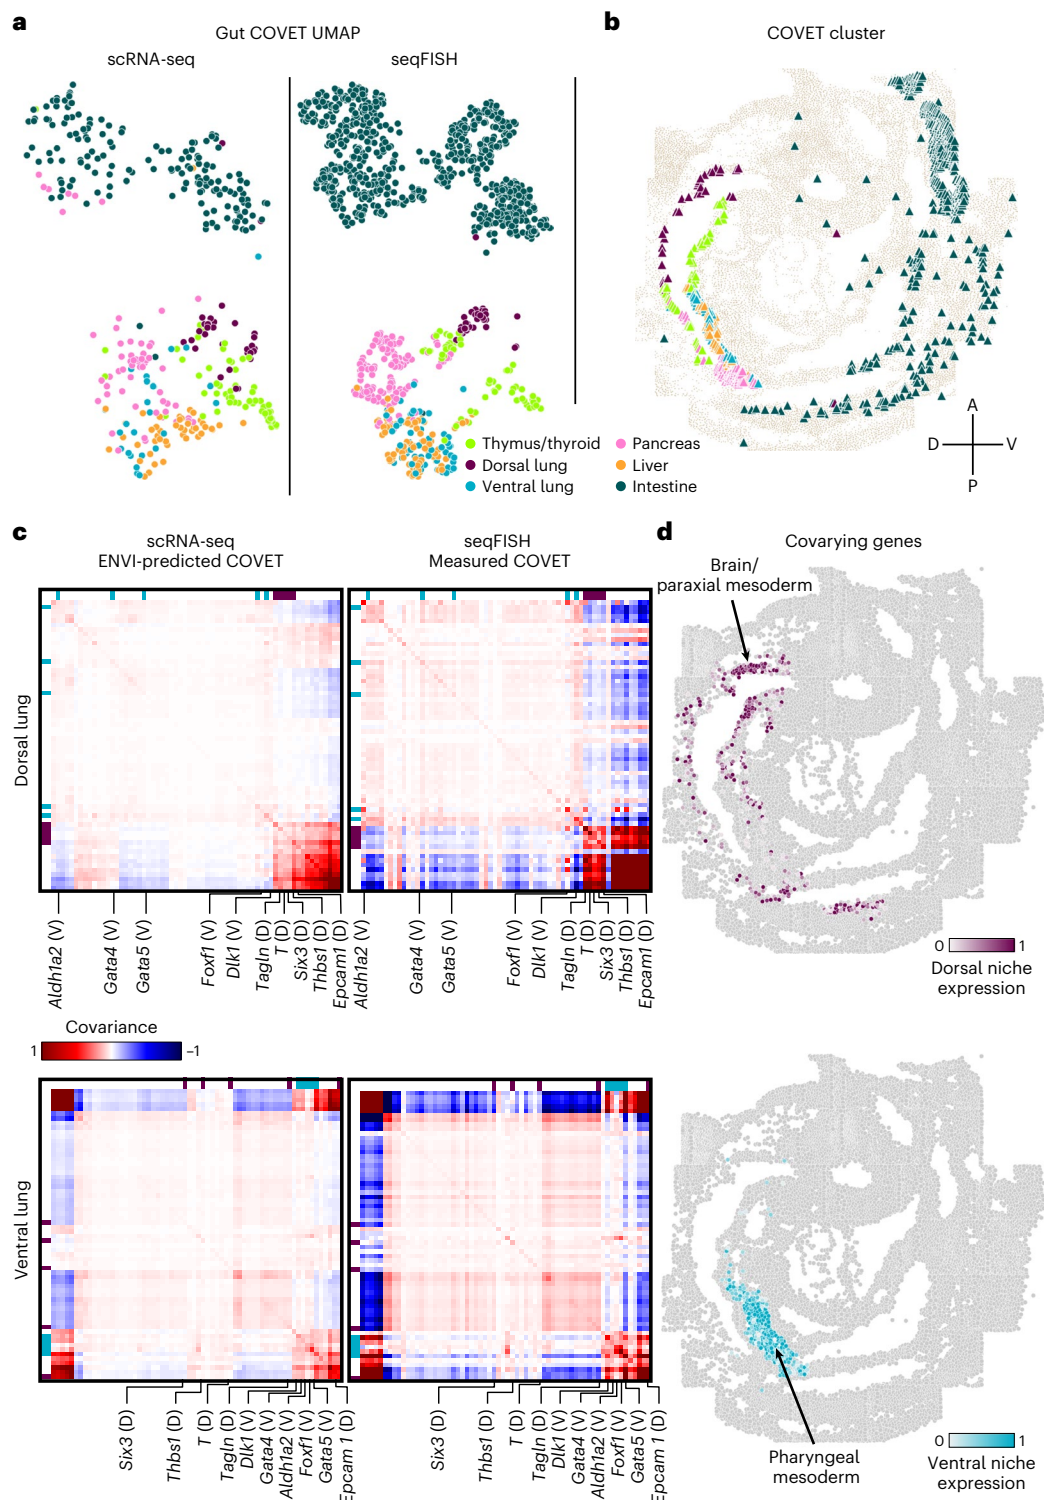 a
Gut COVET UMAP
scRNA-seq
seqFISH
Thymus/thyroid
Dorsal lung
Ventral lung
Pancreas
Liver
Intestine
b
COVET cluster
A
D
V
P
c
scRNA-seq
ENVI-predicted COVET
seqFISH
Measured COVET
Dorsal lung
Aldh1a2 (V)
Gata4 (V)
Gata5 (V)
Foxf1 (V)
Dlk1 (V)
Tagln (D)
T (D)
Six3 (D)
Thbs1 (D)
Epcam1 (D)
Aldh1a2 (V)
Gata4 (V)
Gata5 (V)
Foxf1 (V)
Dlk1 (V)
Tagln (D)
T (D)
Six3 (D)
Thbs1 (D)
Epcam1 (D)
Covariance
1
–1
Ventral lung
Six3 (D)
Thbs1 (D)
T (D)
Tagln (D)
Dlk1 (V)
Gata4 (V)
Aldh1a2 (V)
Foxf1 (V)
Gata5 (V)
Epcam 1 (D)
Six3 (D)
Thbs1 (D)
T (D)
Tagln (D)
Dlk1 (V)
Gata4 (V)
Aldh1a2 (V)
Foxf1 (V)
Gata5 (V)
Epcam 1 (D)
d
Covarying genes
Brain/
paraxial mesoderm
0
1
Dorsal niche
expression
Pharyngeal
mesoderm
0
1
Ventral niche
expression